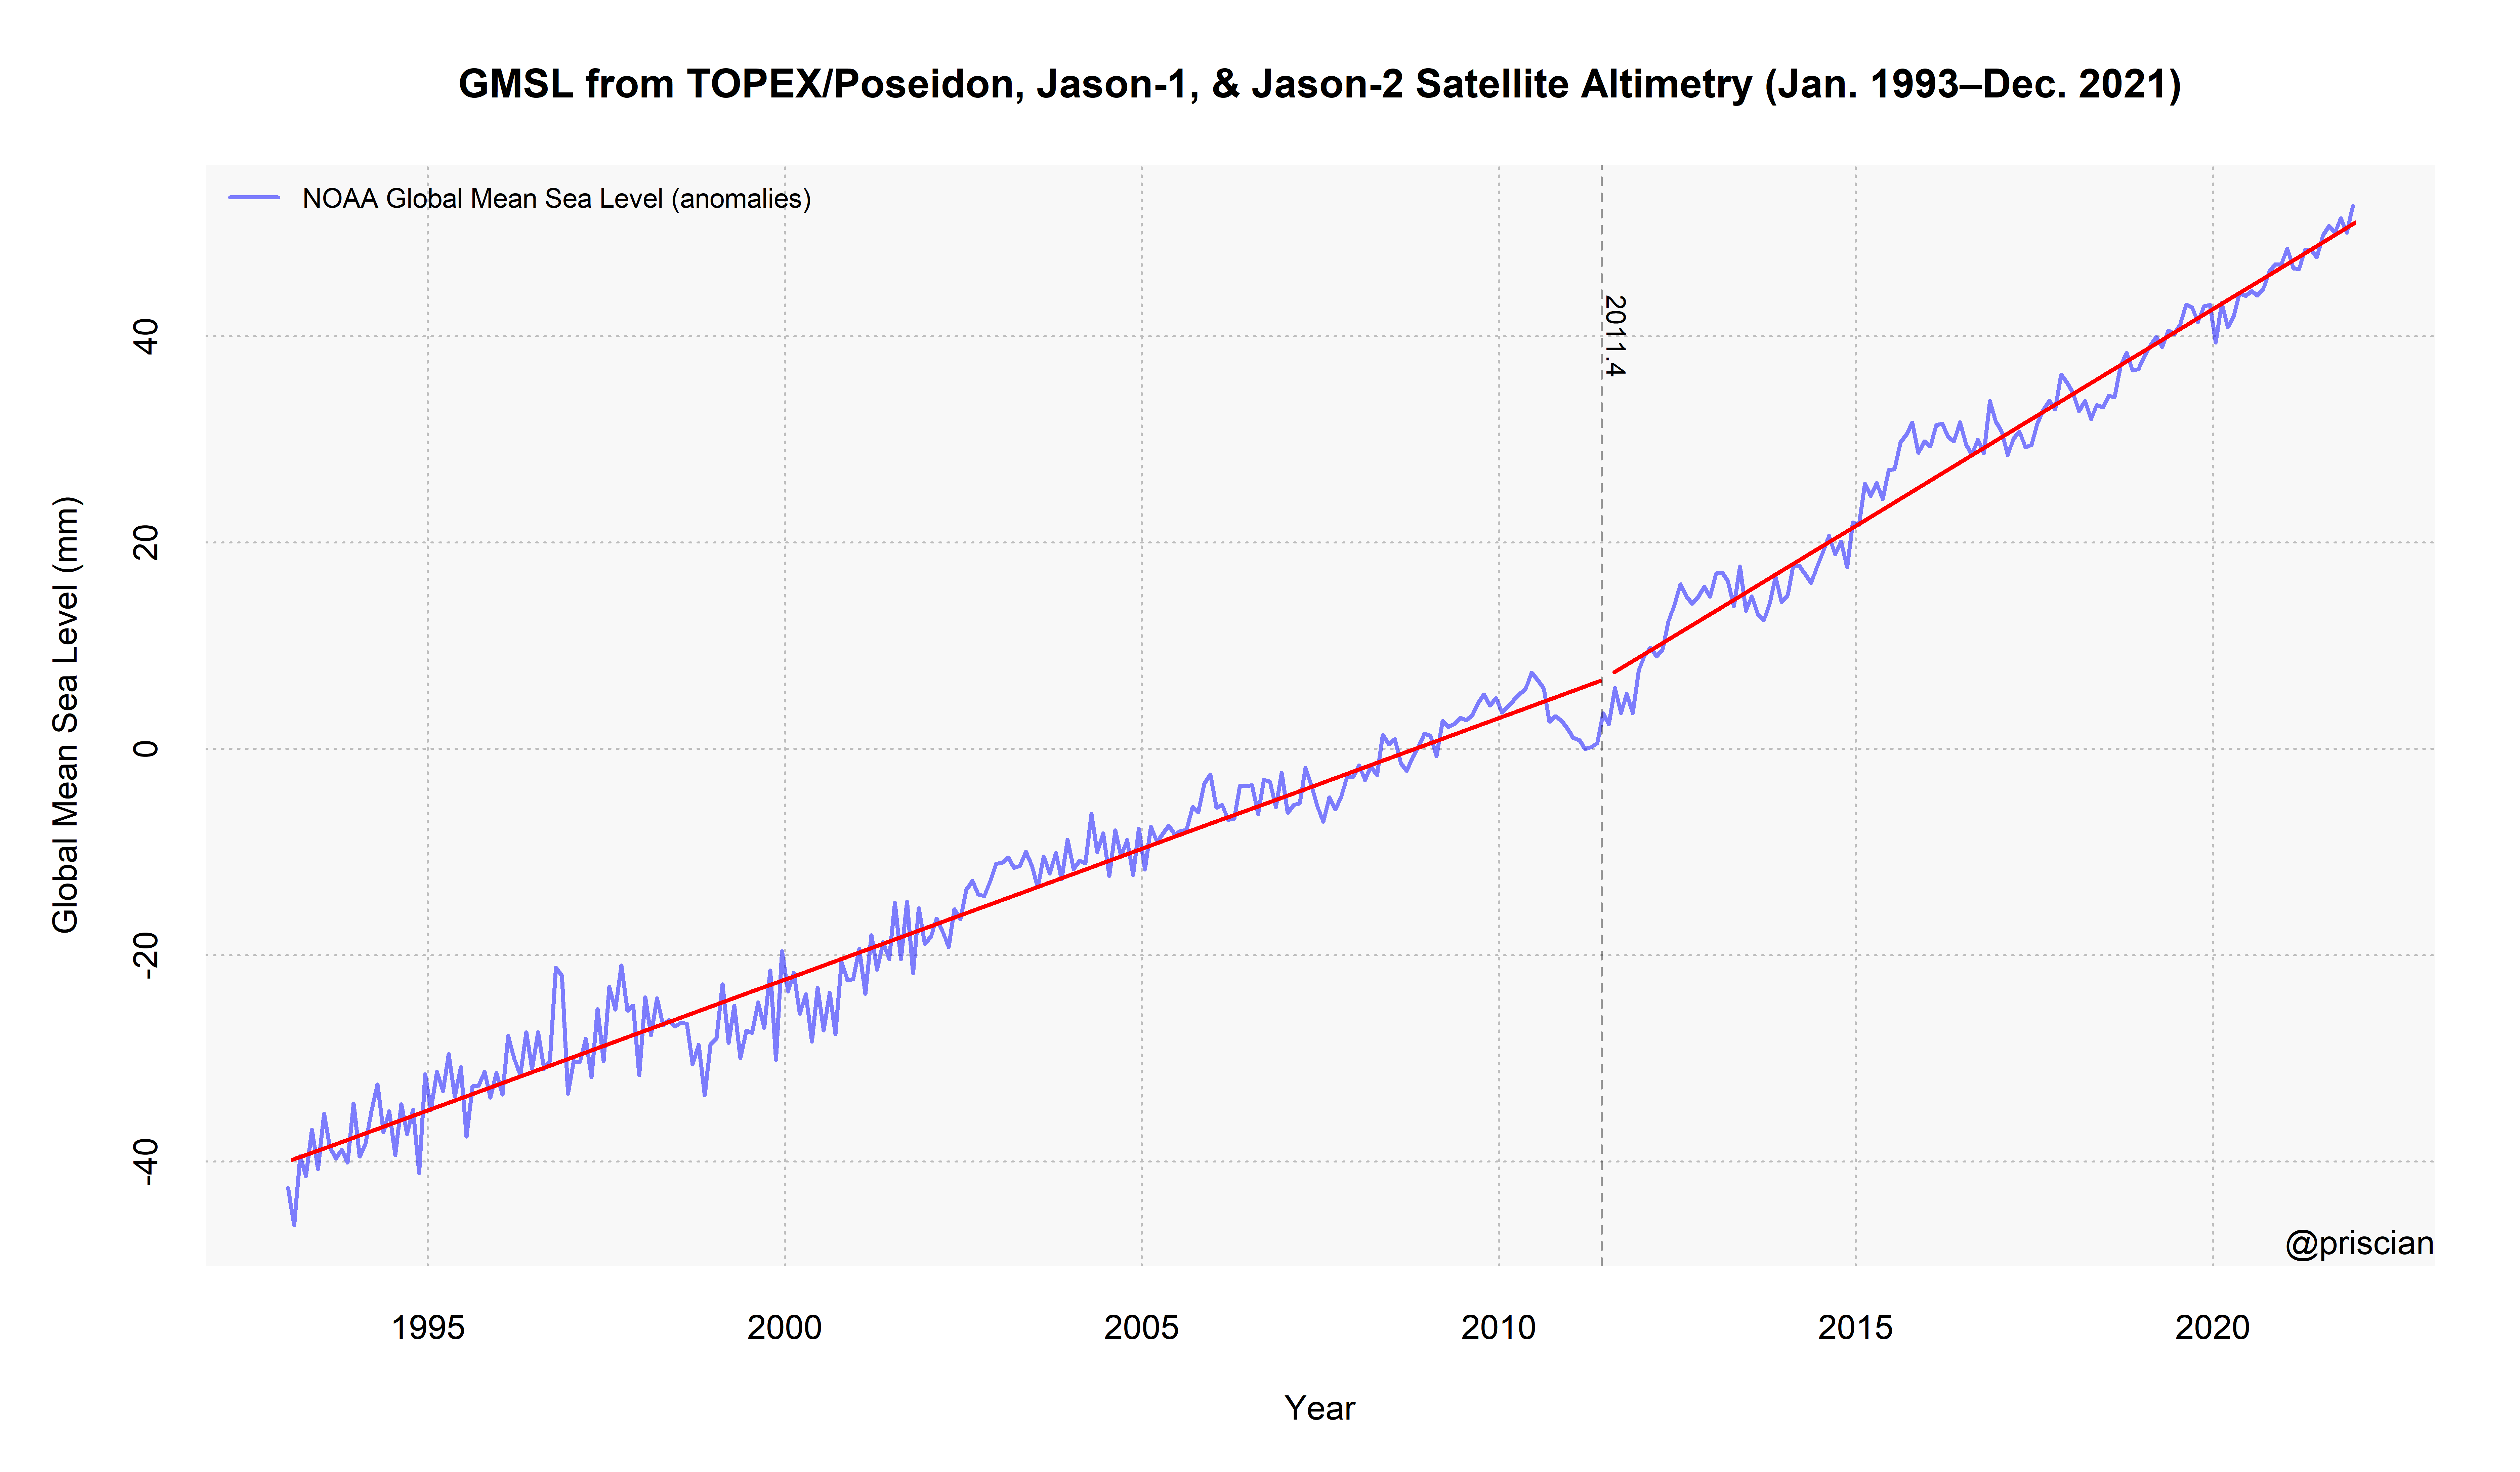 GMSL from TOPEX/Poseidon, Jason-1, & Jason-2 Satellite Altimetry (Jan. 1993–Dec. 2021)
NOAA Global Mean Sea Level (anomalies)
2011.4
Global Mean Sea Level (mm)
40
20
0
-20
-40
@priscian
1995 2000 2005 2010 2015 2020
Year